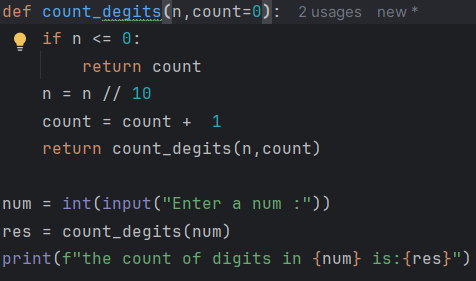 def count_degits(n,count=0): 2 usages new *
    if n <= 0:
        return count
    n = n // 10
    count = count +  1
    return count_degits(n,count)

num = int(input("Enter a num :"))
res = count_degits(num)
print(f"the count of digits in {num} is:{res}")